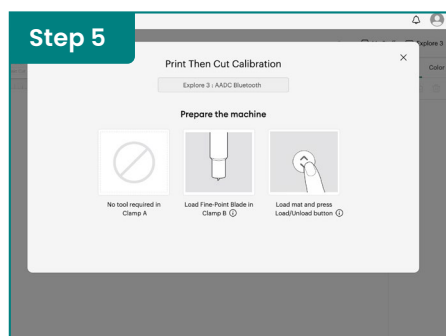 Step 5
Explore 3
Print Then Cut Calibration
Color
Explore 3 : AADC Bluetooth
Prepare the machine
No tool required in
Clamp A
Load Fine-Point Blade in
Clamp B
Load mat and press
Load/Unload button